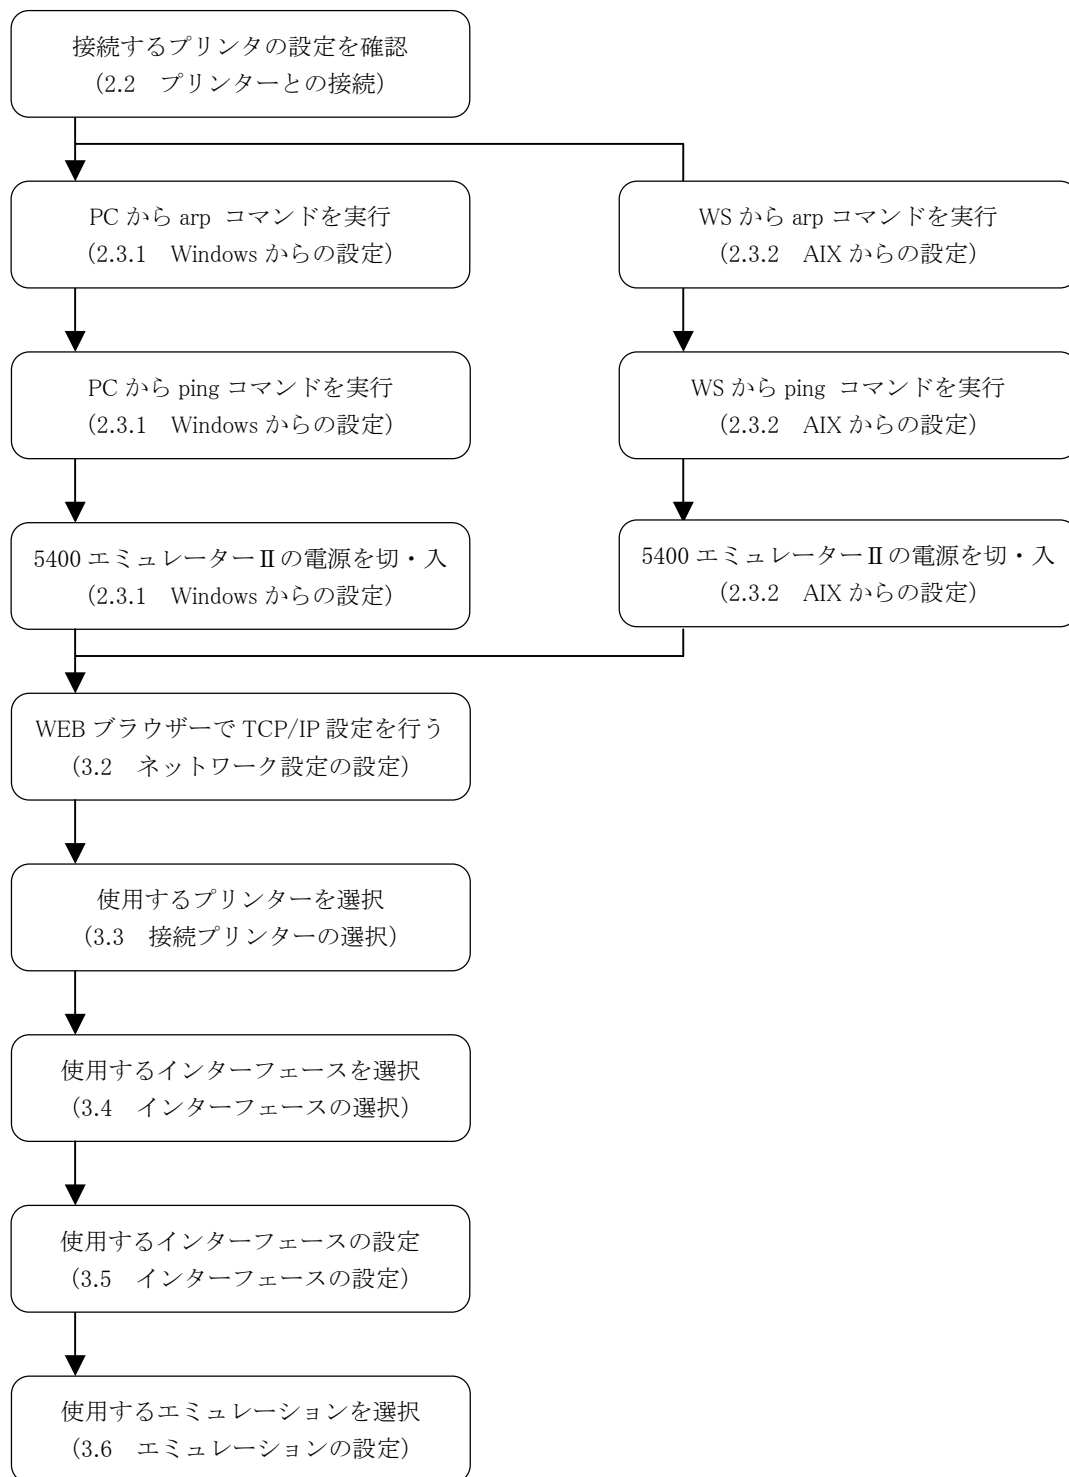 接続するプリンタの設定を確認
（2.2　プリンターとの接続）
PC から arp コマンドを実行
（2.3.1　Windows からの設定）
WS から arp コマンドを実行
（2.3.2　AIX からの設定）
PC から ping コマンドを実行
（2.3.1　Windows からの設定）
WS から ping コマンドを実行
（2.3.2　AIX からの設定）
5400 エミュレーターⅡの電源を切・入
（2.3.1　Windows からの設定）
5400 エミュレーターⅡの電源を切・入
（2.3.2　AIX からの設定）
WEB ブラウザーで TCP/IP 設定を行う
（3.2　ネットワーク設定の設定）
使用するプリンターを選択
（3.3　接続プリンターの選択）
使用するインターフェースを選択
（3.4　インターフェースの選択）
使用するインターフェースの設定
（3.5　インターフェースの設定）
使用するエミュレーションを選択
（3.6　エミュレーションの設定）